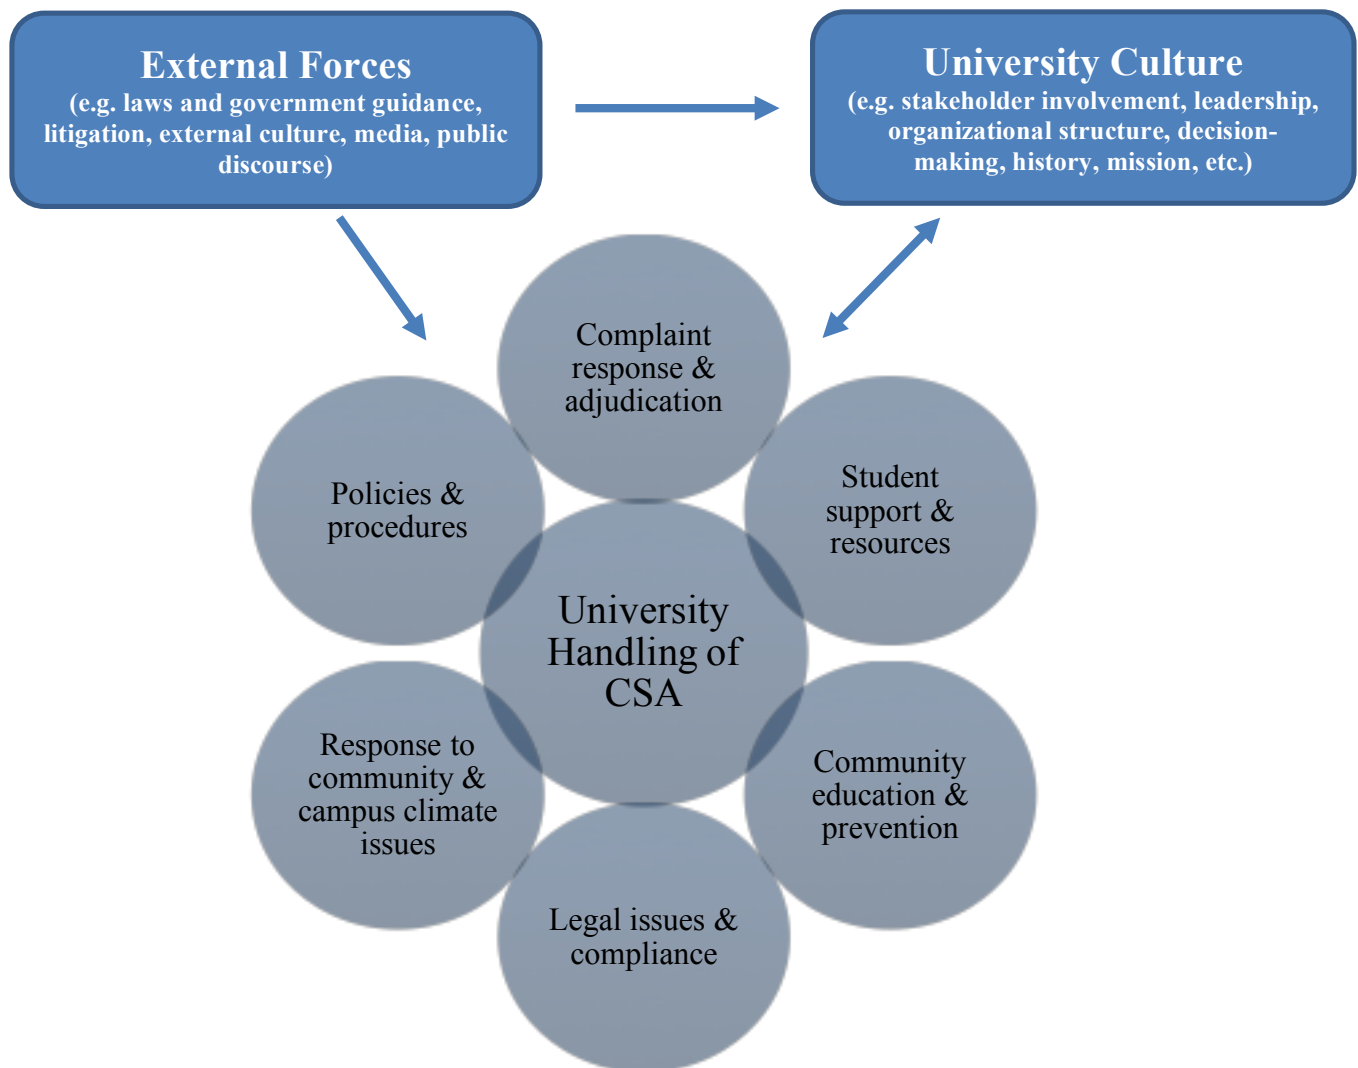 External Forces
(e.g. laws and government guidance,
litigation, external culture, media, public
discourse)
University Culture
(e.g. stakeholder involvement, leadership,
organizational structure, decision-
making, history, mission, etc.)
Complaint
response &
adjudication
Policies &
procedures
Student
support &
resources
University
Handling of
CSA
Response to
community &
campus climate
issues
Community
education &
prevention
Legal issues &
compliance